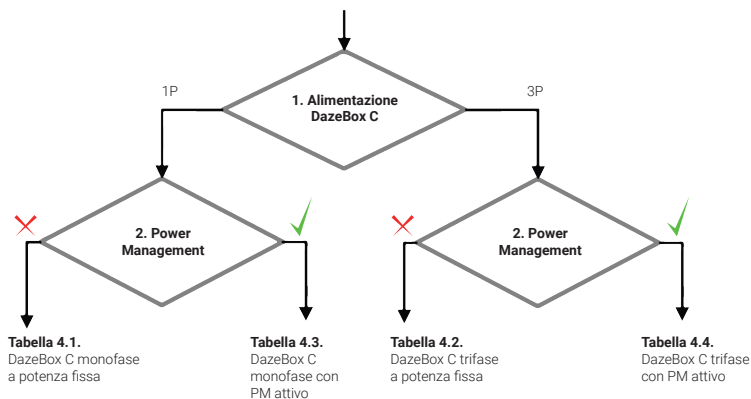 1P
1. Alimentazione
DazeBox C
3P
2. Power
Management
2. Power
Management
Tabella 4.1.
DazeBox C monofase
a potenza fissa
Tabella 4.3.
DazeBox C
monofase con
PM attivo
Tabella 4.2.
DazeBox C trifase
a potenza fissa
Tabella 4.4.
DazeBox C trifase
con PM attivo